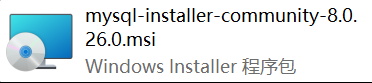 mysql-installer-community-8.0.
26.0.msi
Windows Installer 程序包